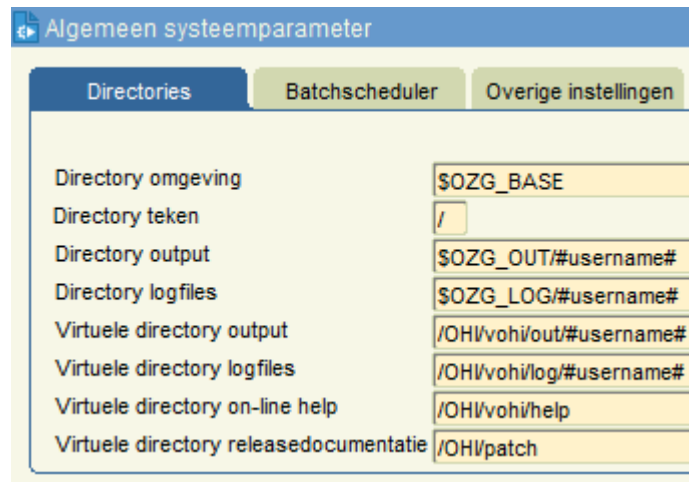 Algemeen systeemparameter
Directories Batchscheduler Overige instellingen
Directory omgeving $OZG_BASE
Directory teken /
Directory output $OZG_OUT/#username#
Directory logfiles $OZG_LOG/#username#
Virtuele directory output /OHI/vohi/out/#username#
Virtuele directory logfiles /OHI/vohi/log/#username#
Virtuele directory on-line help /OHI/vohi/help
Virtuele directory releasedocumentatie /OHI/patch